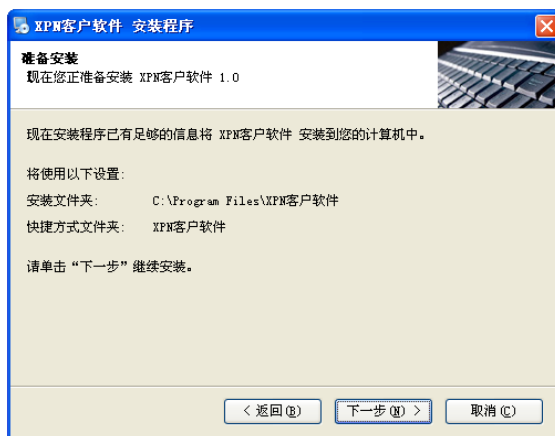 XPN客户软件 安装程序
准备安装
现在您正准备安装 XPN客户软件 1.0
现在安装程序已有足够的信息将 XPN客户软件 安装到您的计算机中。
将使用以下设置:
安装文件夹: C:\Program Files\XPN客户软件
快捷方式文件夹: XPN客户软件
请单击“下一步”继续安装。
< 返回(B) 下一步(N) > 取消(C)